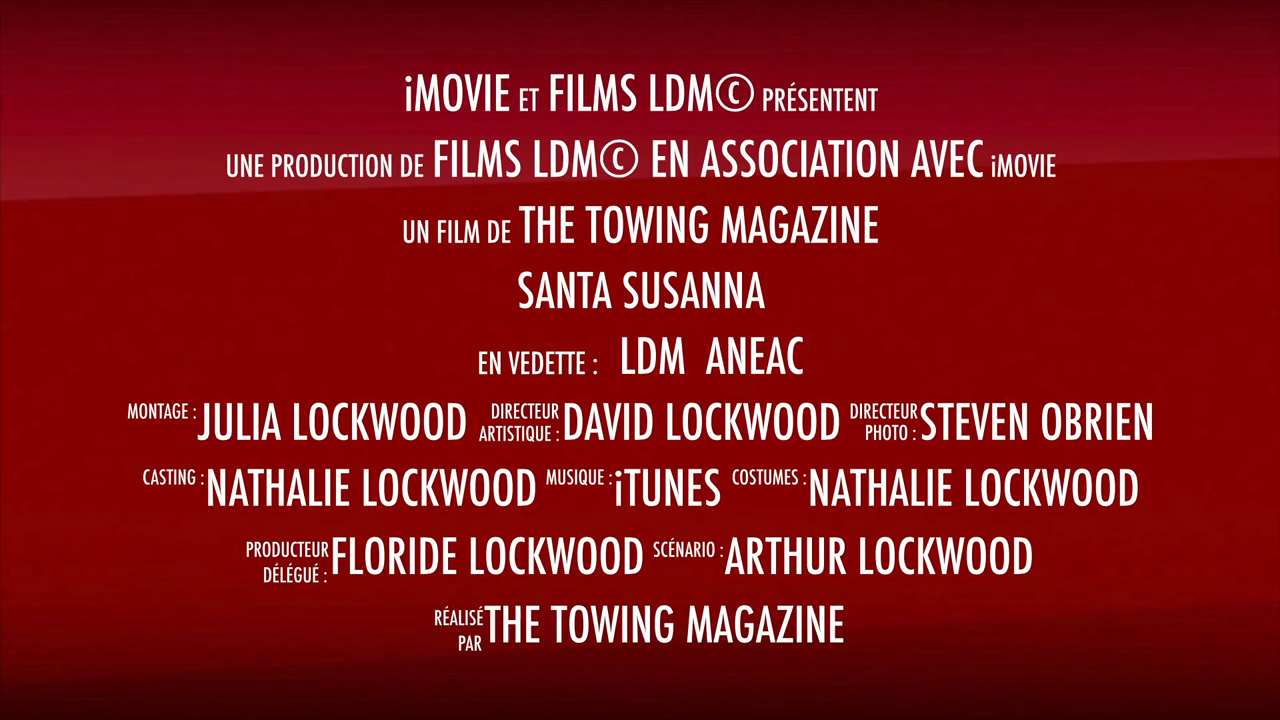 iMOVIE ET FILMS LDM© PRÉSENTENT
UNE PRODUCTION DE FILMS LDM© EN ASSOCIATION AVEC iMOVIE
UN FILM DE THE TOWING MAGAZINE
SANTA SUSANNA
EN VEDETTE : LDM ANEAC
MONTAGE : JULIA LOCKWOOD DIRECTEUR ARTISTIQUE : DAVID LOCKWOOD DIRECTEUR PHOTO : STEVEN OBRIEN
CASTING : NATHALIE LOCKWOOD MUSIQUE : iTUNES COSTUMES : NATHALIE LOCKWOOD
PRODUCTEUR DÉLÉGUÉ : FLORIDE LOCKWOOD SCÉNARIO : ARTHUR LOCKWOOD
RÉALISÉ PAR THE TOWING MAGAZINE